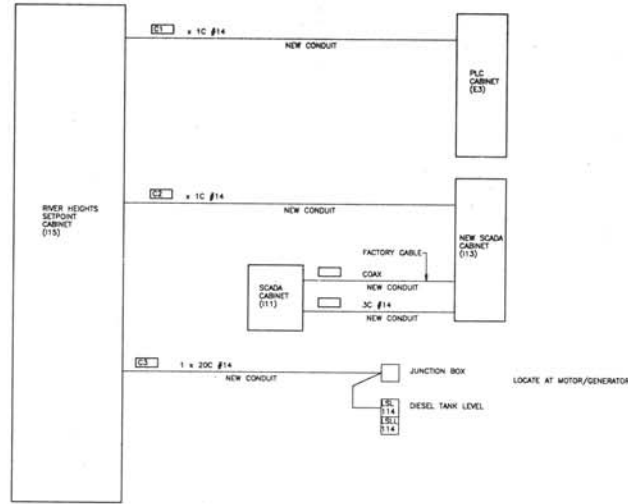 C1 x 1C #14
NEW CONDUIT
PLC
CABINET
(E3)
C2 x 1C #14
NEW CONDUIT
RIVER HEIGHTS
SETPOINT
CABINET
(I15)
NEW SCADA
CABINET
(I13)
FACTORY CABLE
COAX
NEW CONDUIT
SCADA
CABINET
(I11)
3C #14
NEW CONDUIT
C3 1 x 20C #14
NEW CONDUIT
JUNCTION BOX
LOCATE AT MOTOR/GENERATOR
LSL
114
DIESEL TANK LEVEL
LSLL
114